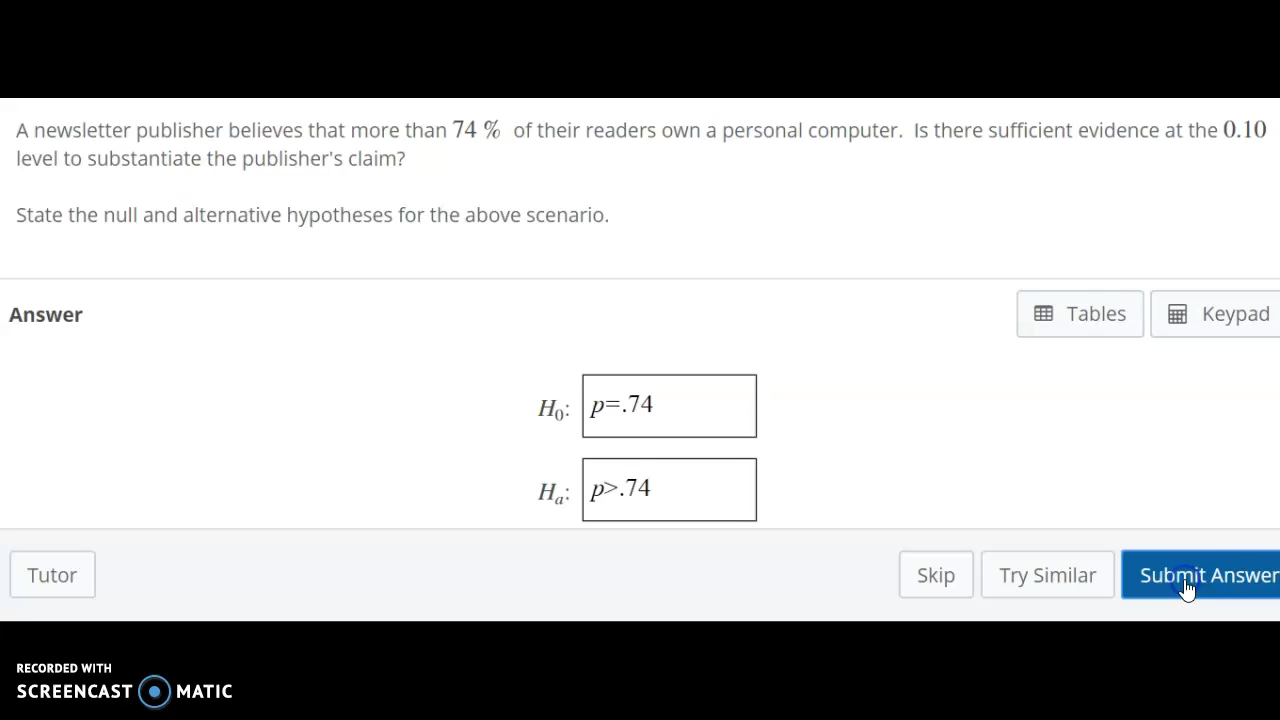 A newsletter publisher believes that more than 74 % of their readers own a personal computer. Is there sufficient evidence at the 0.10
level to substantiate the publisher's claim?
State the null and alternative hypotheses for the above scenario.
Answer
Tables
Keypad
H0: p=.74
Ha: p>.74
Tutor
Skip
Try Similar
Submit Answer
RECORDED WITH
SCREENCAST MATIC